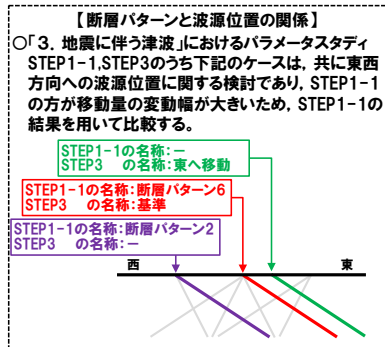 【断層パターンと波源位置の関係】
○「3．地震に伴う津波」におけるパラメータスタディ
STEP1-1,STEP3のうち下記のケースは，共に東西
方向への波源位置に関する検討であり，STEP1-1
の方が移動量の変動幅が大きいため，STEP1-1の
結果を用いて比較する。
STEP1-1の名称：－
STEP3　の名称：東へ移動
STEP1-1の名称：断層パターン6
STEP3　の名称：基準
STEP1-1の名称：断層パターン2
STEP3　の名称：－
西　東